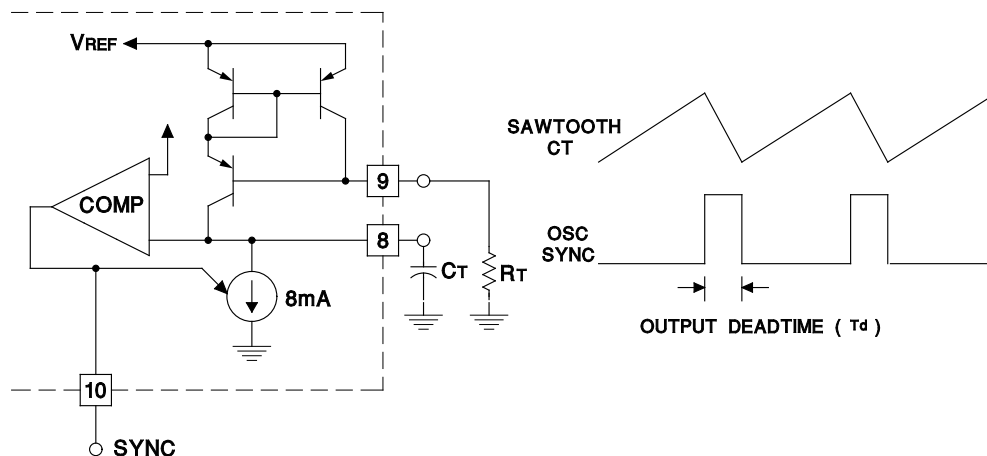 VREF
COMP
9
8
CT
RT
8mA
10
SYNC
SAWTOOTH
CT
OSC
SYNC
OUTPUT DEADTIME ( Td )